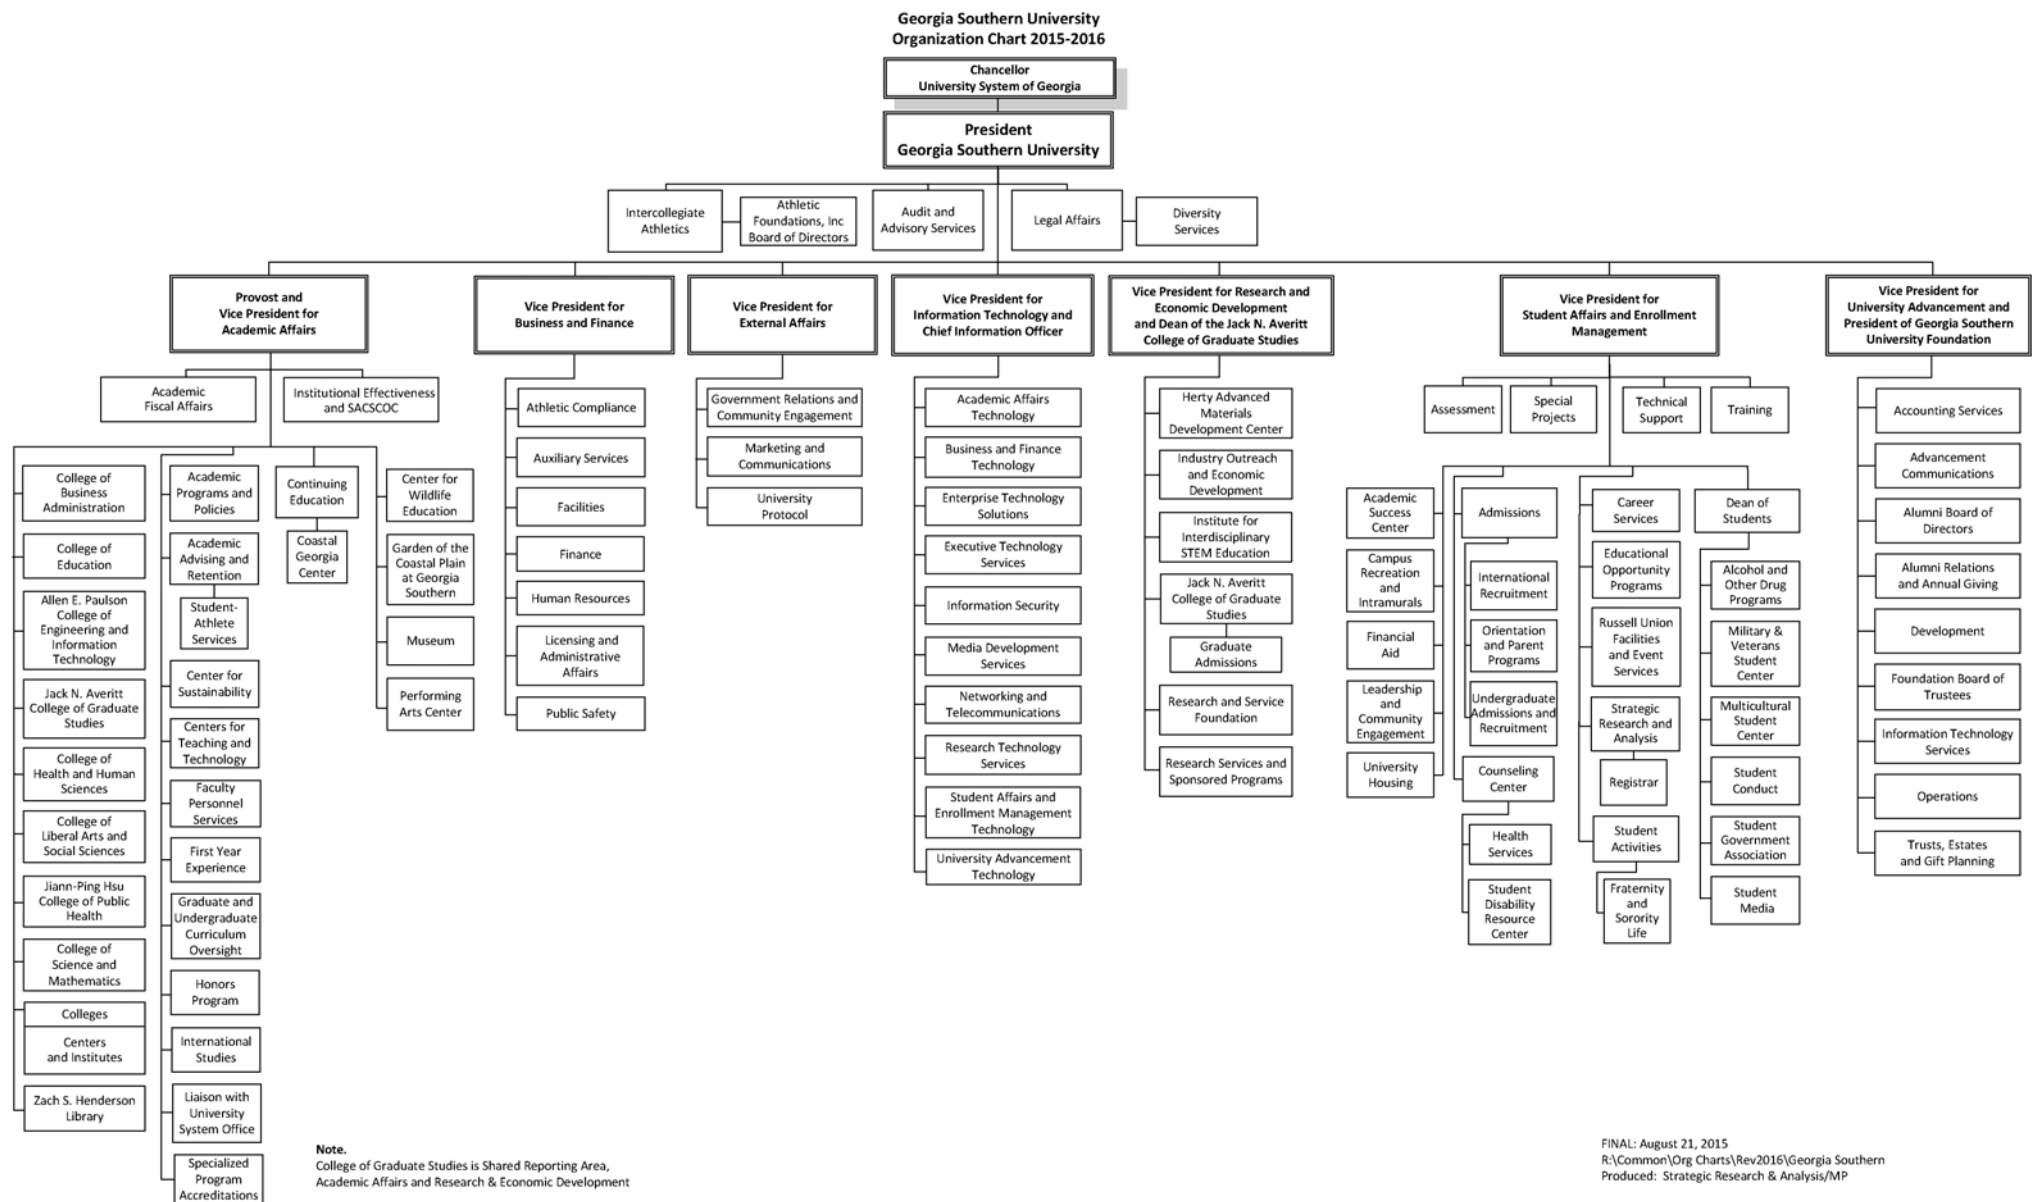 Georgia Southern University
Organization Chart 2015-2016
Chancellor
University System of Georgia
President
Georgia Southern University
Intercollegiate
Athletics
Athletic
Foundations, Inc
Board of Directors
Audit and
Advisory Services
Legal Affairs
Diversity
Services
Provost and
Vice President for
Academic Affairs
Vice President for
Business and Finance
Vice President for
External Affairs
Vice President for
Information Technology and
Chief Information Officer
Vice President for Research and
Economic Development
and Dean of the Jack N. Averitt
College of Graduate Studies
Vice President for
Student Affairs and Enrollment
Management
Vice President for
University Advancement and
President of Georgia Southern
University Foundation
Academic
Fiscal Affairs
Institutional Effectiveness
and SACSCOC
College of
Business
Administration
College of
Education
Allen E. Paulson
College of
Engineering and
Information
Technology
Jack N. Averitt
College of Graduate
Studies
College of
Health and Human
Sciences
College of
Liberal Arts and
Social Sciences
Jiann-Ping Hsu
College of Public
Health
College of
Science and
Mathematics
Colleges
Centers
and Institutes
Zach S. Henderson
Library
Academic
Programs and
Policies
Academic
Advising and
Retention
Student-
Athlete
Services
Center for
Sustainability
Centers for
Teaching and
Technology
Faculty
Personnel
Services
First Year
Experience
Graduate and
Undergraduate
Curriculum
Oversight
Honors
Program
International
Studies
Liaison with
University
System Office
Specialized
Program
Accreditations
Continuing
Education
Coastal
Georgia
Center
Center for
Wildlife
Education
Garden of the
Coastal Plain
at Georgia
Southern
Museum
Performing
Arts Center
Athletic Compliance
Auxiliary Services
Facilities
Finance
Human Resources
Licensing and
Administrative
Affairs
Public Safety
Government Relations and
Community Engagement
Marketing and
Communications
University
Protocol
Academic Affairs
Technology
Business and Finance
Technology
Enterprise Technology
Solutions
Executive Technology
Services
Information Security
Media Development
Services
Networking and
Telecommunications
Research Technology
Services
Student Affairs and
Enrollment Management
Technology
University Advancement
Technology
Herty Advanced
Materials
Development Center
Industry Outreach
and Economic
Development
Institute for
Interdisciplinary
STEM Education
Jack N. Averitt
College of Graduate
Studies
Graduate
Admissions
Research and Service
Foundation
Research Services and
Sponsored Programs
Assessment
Special
Projects
Technical
Support
Training
Academic
Success
Center
Campus
Recreation
and
Intramurals
Financial
Aid
Leadership
and
Community
Engagement
University
Housing
Admissions
International
Recruitment
Orientation
and Parent
Programs
Undergraduate
Admissions and
Recruitment
Counseling
Center
Health
Services
Student
Disability
Resource
Center
Career
Services
Educational
Opportunity
Programs
Russell Union
Facilities
and Event
Services
Strategic
Research and
Analysis
Registrar
Student
Activities
Fraternity
and
Sorority
Life
Dean of
Students
Alcohol and
Other Drug
Programs
Military &
Veterans
Student
Center
Multicultural
Student
Center
Student
Conduct
Student
Government
Association
Student
Media
Accounting Services
Advancement
Communications
Alumni Board of
Directors
Alumni Relations
and Annual Giving
Development
Foundation Board of
Trustees
Information Technology
Services
Operations
Trusts, Estates
and Gift Planning
Note.
College of Graduate Studies is Shared Reporting Area,
Academic Affairs and Research & Economic Development
FINAL: August 21, 2015
R:\Common\Org Charts\Rev2016\Georgia Southern
Produced: Strategic Research & Analysis/MP